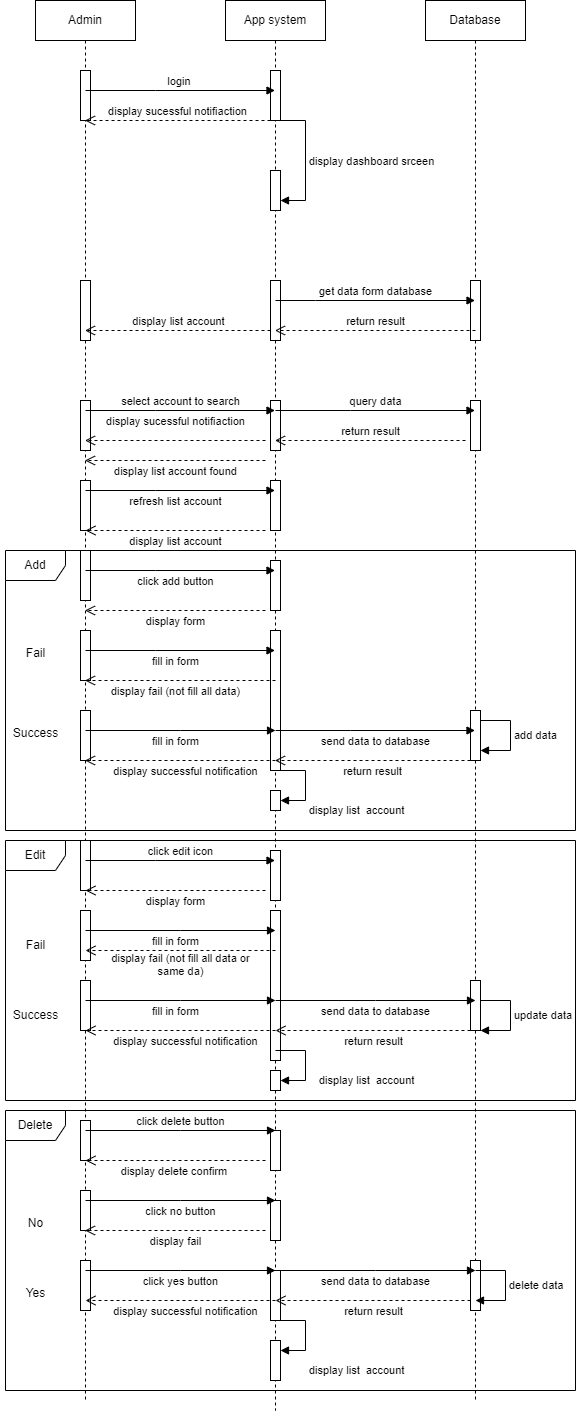 Admin
App system
Database
login
display sucessful notifiaction
display dashboard srceen
get data form database
display list account
return result
select account to search
query data
display sucessful notifiaction
return result
display list account found
refresh list account
display list account
Add
click add button
display form
Fail
fill in form
display fail (not fill all data)
Success
fill in form
send data to database
add data
display successful notification
return result
display list  account
Edit
click edit icon
display form
Fail
fill in form
display fail (not fill all data or
same da)
Success
fill in form
send data to database
update data
display successful notification
return result
display list  account
Delete
click delete button
display delete confirm
No
click no button
display fail
Yes
click yes button
send data to database
delete data
display successful notification
return result
display list  account